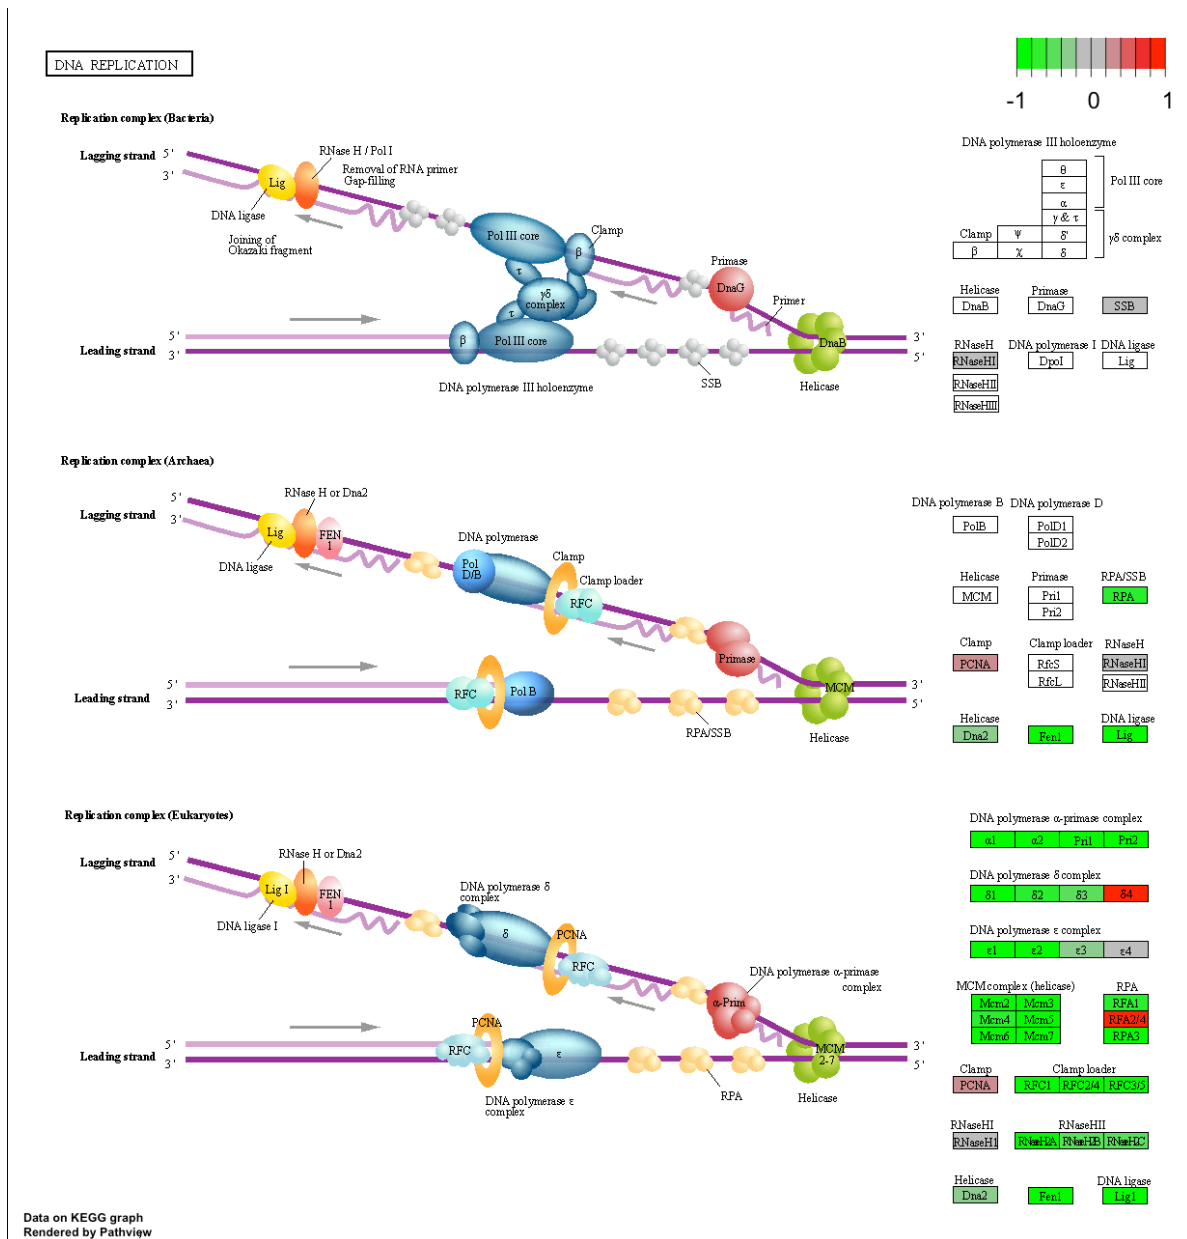 DNA REPLICATION
-1 0 1
Replication complex (Bacteria)
Lagging strand
5'
3'
RNase H / Pol I
Removal of RNA primer
Gap-filling
Lig
DNA ligase
Joining of
Okazaki fragment
Pol III core
Clamp
β
τ
γδ
complex
τ
Primase
DnaG
Primer
5'
3'
Leading strand
β
Pol III core
DnaB
3'
5'
SSB
Helicase
DNA polymerase III holoenzyme
DNA polymerase III holoenzyme
θ
ε
α
Pol III core
γ & τ
Clamp ψ δ'
β χ δ
γδ complex
Helicase Primase
DnaB DnaG SSB
RNaseH DNA polymerase I DNA ligase
RNaseHI DpoI Lig
RNaseHII
RNaseHIII
Replication complex (Archaea)
Lagging strand
5'
3'
RNase H or Dna2
Lig
FEN
1
DNA ligase
DNA polymerase
Pol
D/B
Clamp
Clamp loader
RFC
Primase
5'
3'
Leading strand
RFC
Pol B
MCM
3'
5'
RPA/SSB
Helicase
DNA polymerase B DNA polymerase D
PolB PolD1
PolD2
Helicase Primase RPA/SSB
MCM Pri1 RPA
Pri2
Clamp Clamp loader RNaseH
PCNA RfcS RNaseHI
RfcL RNaseHII
Helicase DNA ligase
Dna2 Fen1 Lig
Replication complex (Eukaryotes)
Lagging strand
5'
3'
RNase H or Dna2
Lig I
FEN
1
DNA ligase I
DNA polymerase δ
complex
δ
PCNA
RFC
DNA polymerase α-primase
complex
α-Prim
5'
3'
Leading strand
PCNA
RFC
ε
MCM
2-7
3'
5'
RPA
Helicase
DNA polymerase ε
complex
DNA polymerase α-primase complex
α1 α2 Pri1 Pri2
DNA polymerase δ complex
δ1 δ2 δ3 δ4
DNA polymerase ε complex
ε1 ε2 ε3 ε4
MCM complex (helicase) RPA
Mcm2 Mcm3 RFA1
Mcm4 Mcm5 RFA2/4
Mcm6 Mcm7 RPA3
Clamp Clamp loader
PCNA RFC1 RFC2/4 RFC3/5
RNaseHI RNaseHII
RNaseH1 RNaseH2A RNaseH2B RNaseH2C
Helicase DNA ligase
Dna2 Fen1 Lig1
Data on KEGG graph
Rendered by Pathview